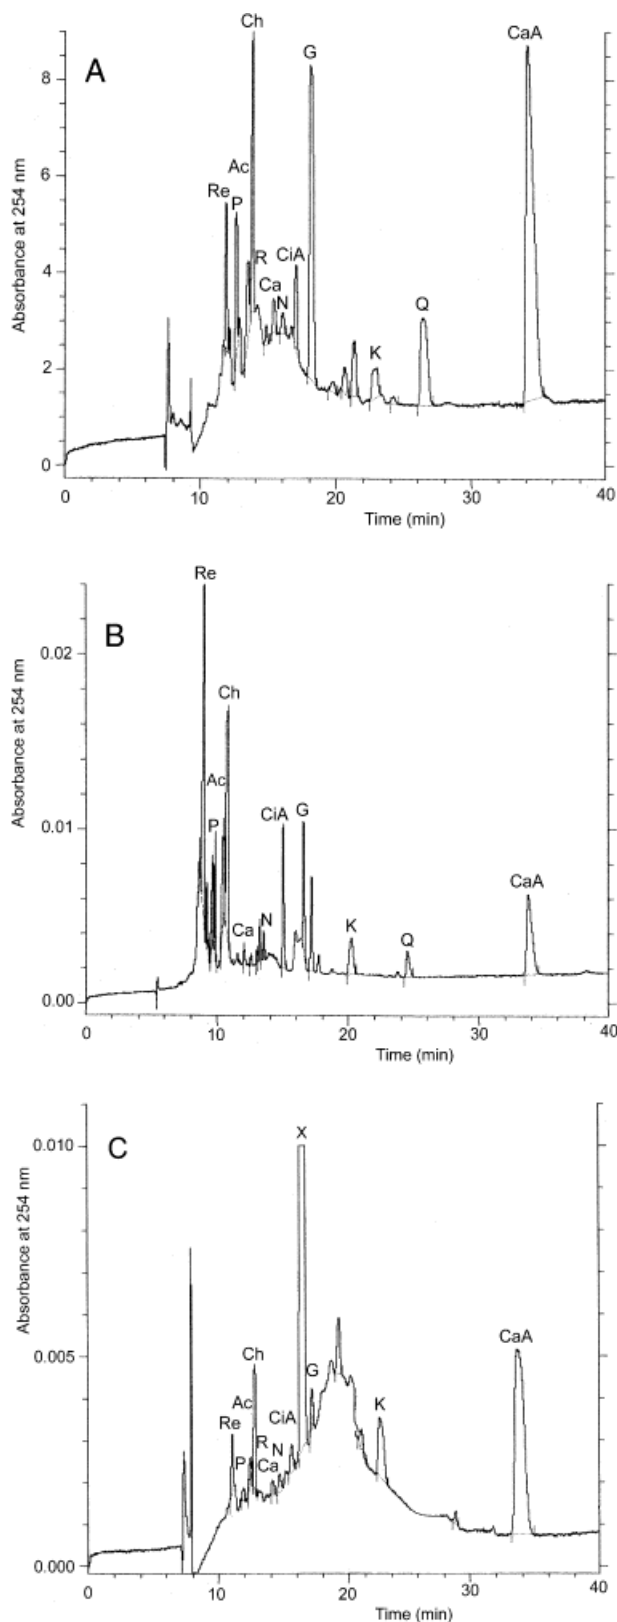 A
Ch
G
CaA
8
Absorbance at 254 nm
6
Ac
Re
P
4
R
CiA
Ca
N
Q
K
2
0
0
10
20
30
40
Time (min)
Re
B
0.02
Absorbance at 254 nm
Ch
Ac
0.01
P
CiA
G
CaA
Ca
N
K
Q
0.00
0
10
20
30
40
Time (min)
C
X
0.010
Absorbance at 254 nm
0.005
Ch
CaA
Ac
G
CiA
K
Re
R
N
P
Ca
0.000
0
10
20
30
40
Time (min)